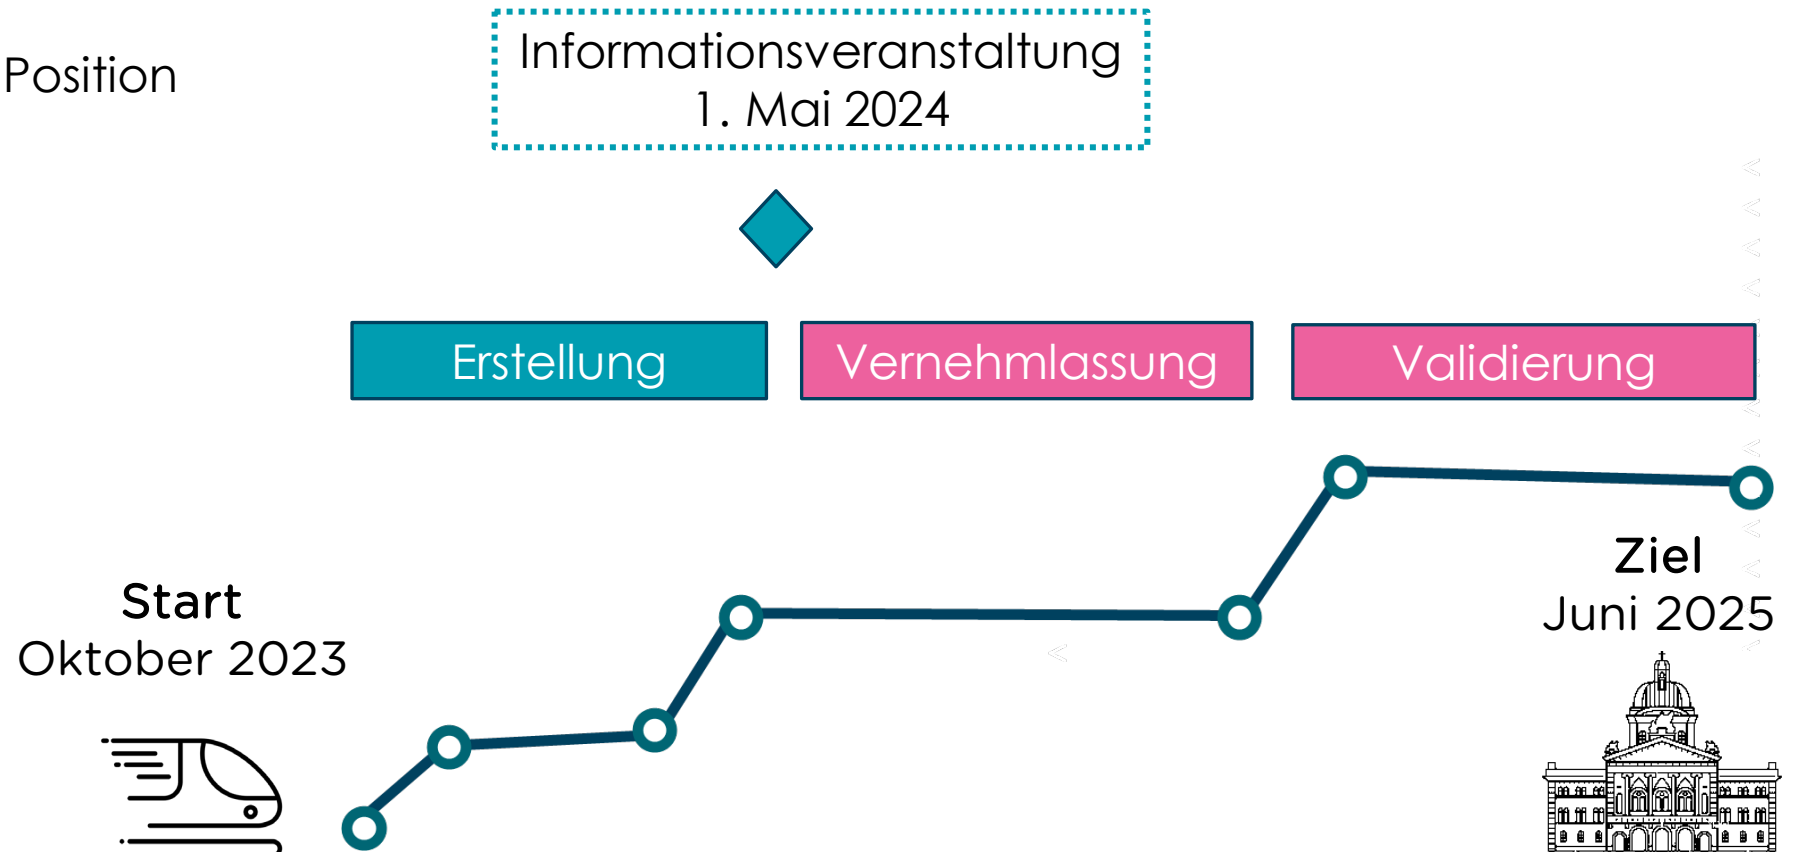 Position
Informationsveranstaltung
1. Mai 2024
Erstellung
Vernehmlassung
Validierung
Start
Oktober 2023
Ziel
Juni 2025